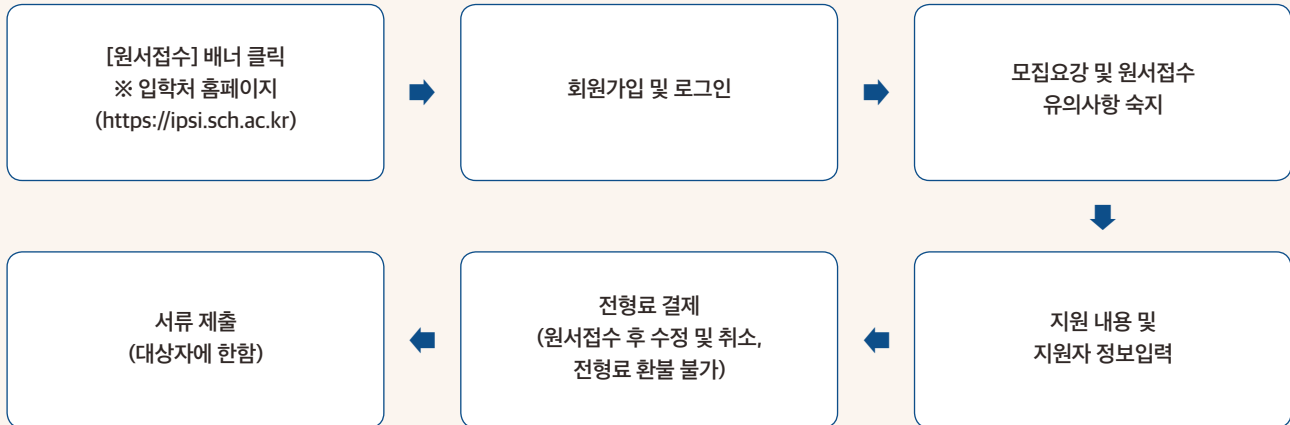 [원서접수] 배너 클릭
※ 입학처 홈페이지
(https://ipsi.sch.ac.kr)
회원가입 및 로그인
모집요강 및 원서접수
유의사항 숙지
지원 내용 및
지원자 정보입력
전형료 결제
(원서접수 후 수정 및 취소,
전형료 환불 불가)
서류 제출
(대상자에 한함)